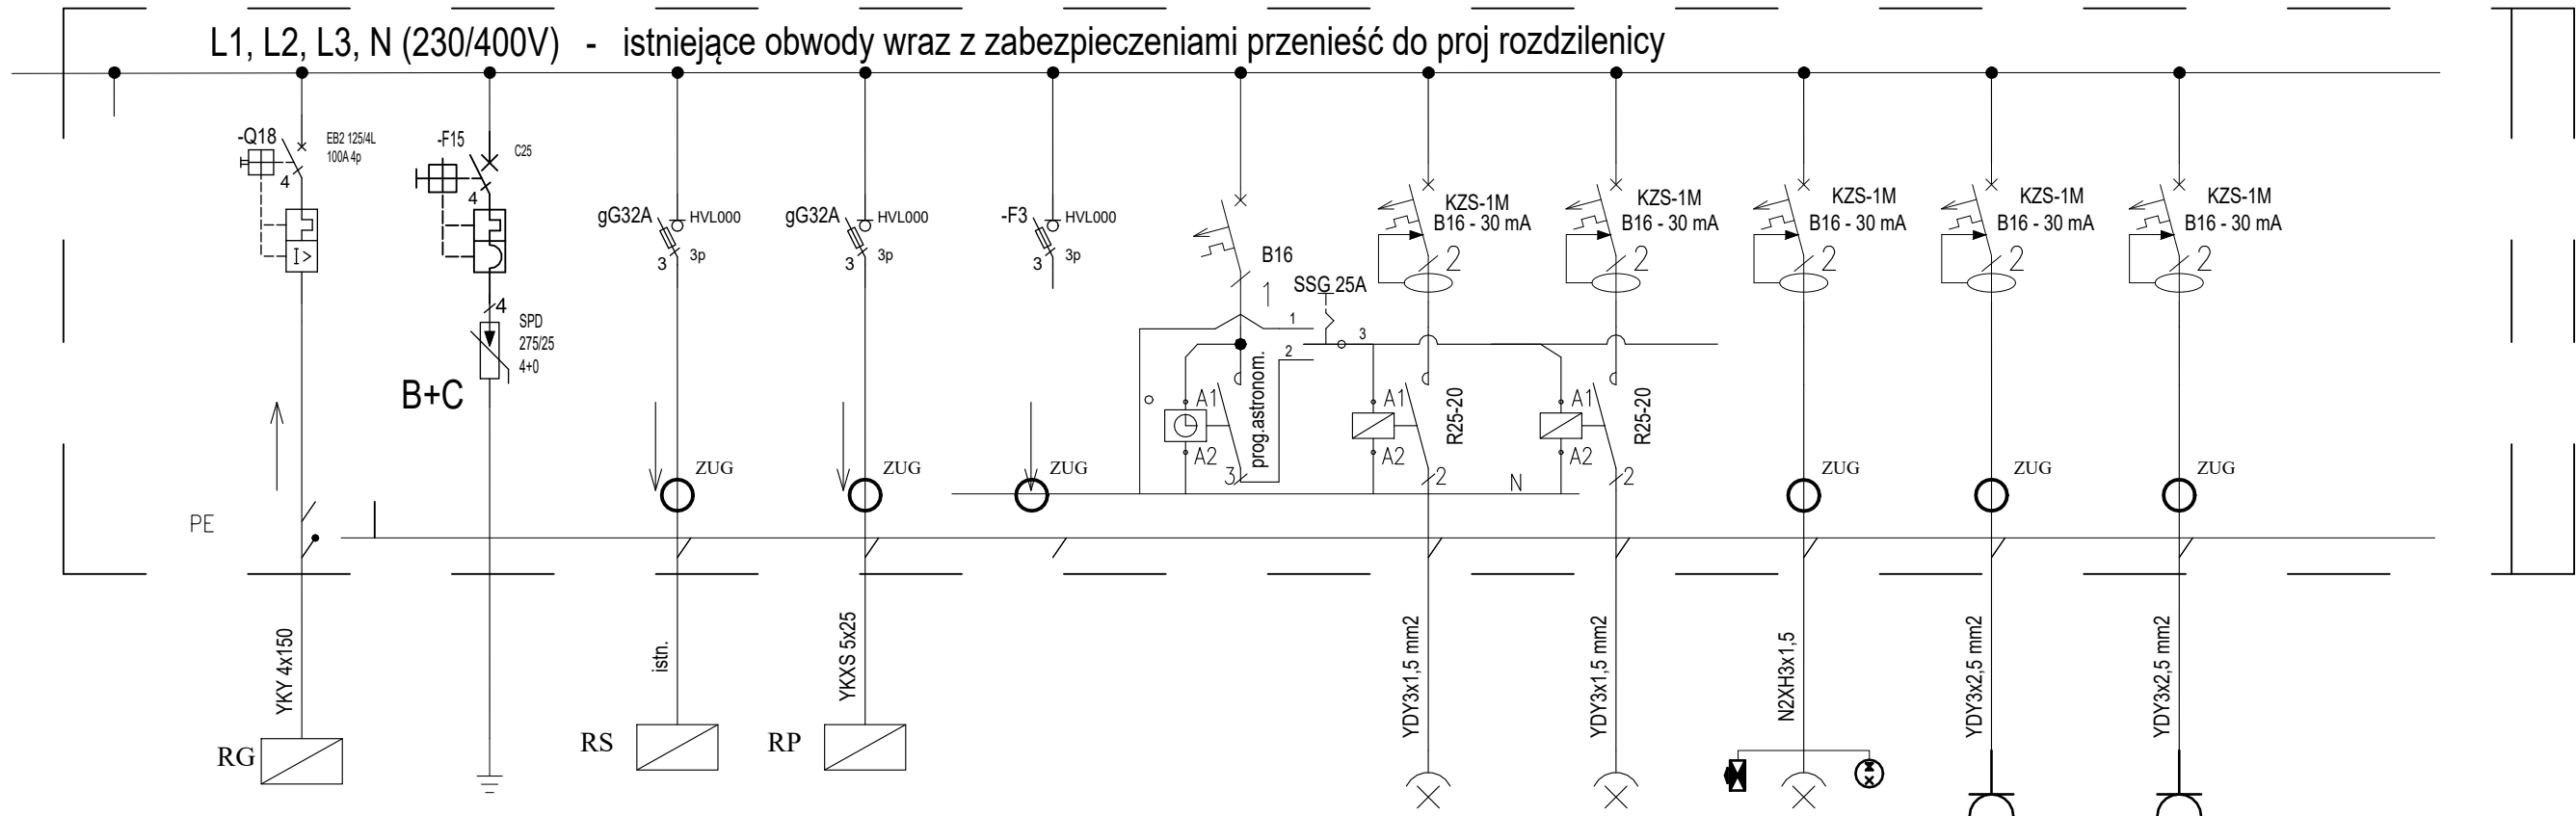 L1, L2, L3, N (230/400V) - istniejące obwody wraz z zabezpieczeniami przenieść do proj rozdzilenicy
-Q18
EB2 125/4L
100A 4p
4
I>
-F15
C25
4
4
SPD
275/25
4+0
B+C
gG32A
HVL000
3p
3
gG32A
HVL000
3p
3
-F3
HVL000
3p
3
B16
1
SSG 25A
1
2
3
prog.astronom.
A1
A2
3
KZS-1M
B16 - 30 mA
2
A1
A2
R25-20
2
KZS-1M
B16 - 30 mA
2
A1
A2
R25-20
2
KZS-1M
B16 - 30 mA
2
KZS-1M
B16 - 30 mA
2
KZS-1M
B16 - 30 mA
2
ZUG
ZUG
ZUG
N
ZUG
ZUG
ZUG
PE
YKY 4x150
istn.
YKXS 5x25
YDY3x1,5 mm2
YDY3x1,5 mm2
N2XH3x1,5
YDY3x2,5 mm2
YDY3x2,5 mm2
RG
RS
RP